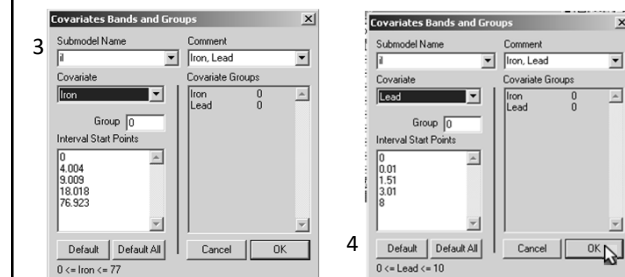 3
Covariates Bands and Groups
Submodel Name
Comment
il
Iron, Lead
Covariate
Covariate Groups
Iron
Iron 0
Lead 0
Group 0
Interval Start Points
0
4.004
9.009
18.018
76.923
Default
Default All
Cancel
OK
0 <= Iron <= 77
4
Covariates Bands and Groups
Submodel Name
Comment
il
Iron, Lead
Covariate
Covariate Groups
Lead
Iron 0
Lead 0
Group 0
Interval Start Points
0
0.01
1.51
3.01
8
Default
Default All
Cancel
OK
0 <= Lead <= 10